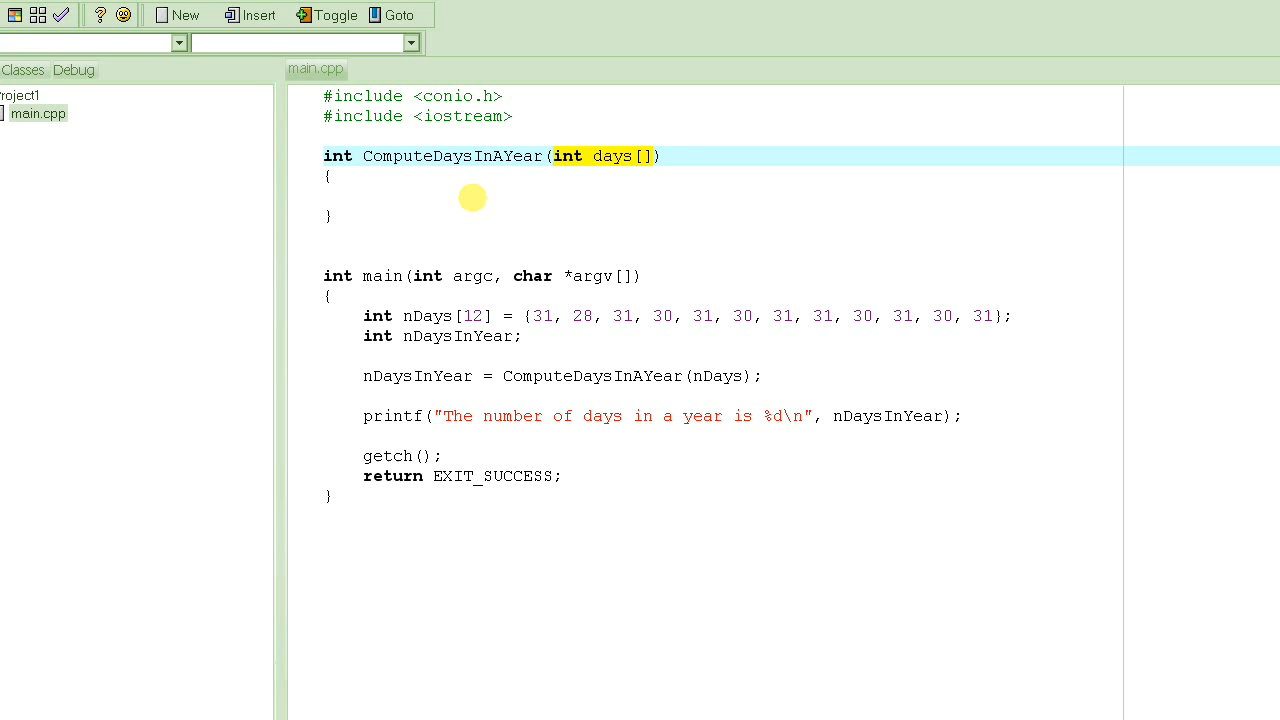 ? New Insert Toggle Goto
Classes Debug
main.cpp
roject1
main.cpp
#include <conio.h>
#include <iostream>
int ComputeDaysInAYear(int days[])
{
}
int main(int argc, char *argv[])
{
int nDays[12] = {31, 28, 31, 30, 31, 30, 31, 31, 30, 31, 30, 31};
int nDaysInYear;
nDaysInYear = ComputeDaysInAYear(nDays);
printf("The number of days in a year is %d\n", nDaysInYear);
getch();
return EXIT_SUCCESS;
}